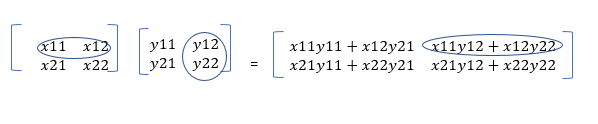 x11 x12 y11 y12 x11y11 + x12y21 x11y12 + x12y22
x21 x22 y21 y22 = x21y11 + x22y21 x21y12 + x22y22